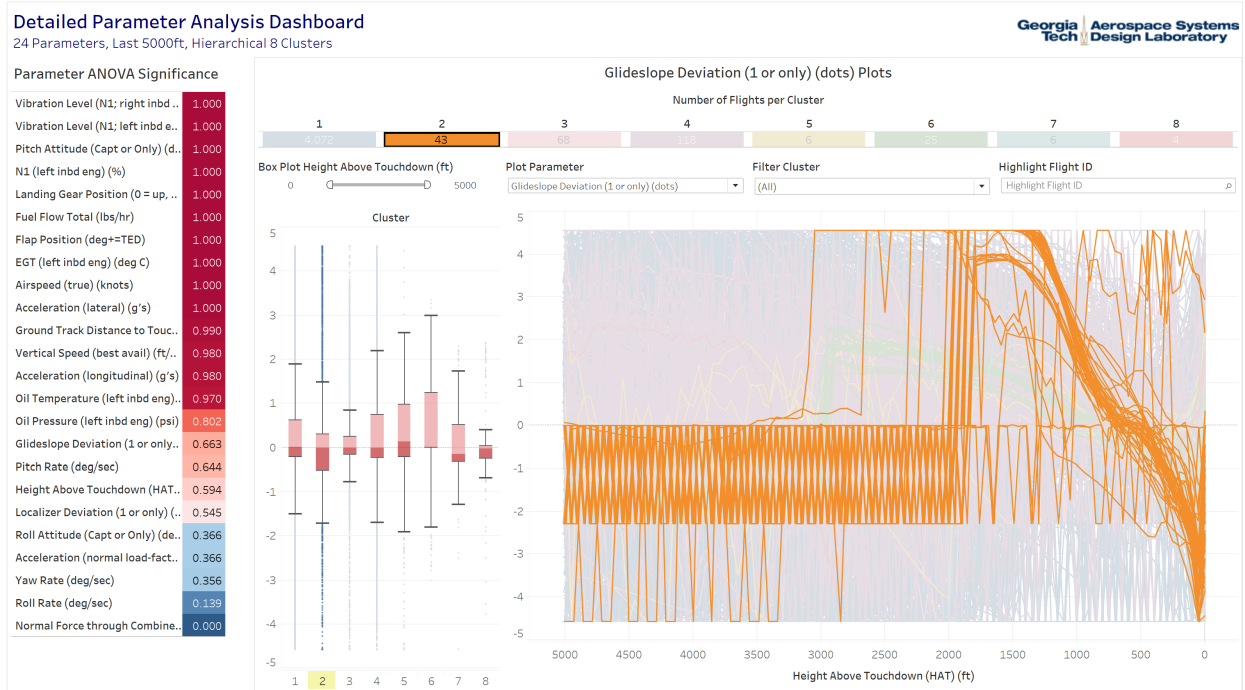 Detailed Parameter Analysis Dashboard
24 Parameters, Last 5000ft, Hierarchical 8 Clusters
Georgia Tech Aerospace Systems Design Laboratory
Parameter ANOVA Significance
Vibration Level (N1; right inbd .. 1.000
Vibration Level (N1; left inbd e.. 1.000
Pitch Attitude (Capt or Only) (d.. 1.000
N1 (left inbd eng) (%) 1.000
Landing Gear Position (0 = up, .. 1.000
Fuel Flow Total (lbs/hr) 1.000
Flap Position (deg+=TED) 1.000
EGT (left inbd eng) (deg C) 1.000
Airspeed (true) (knots) 1.000
Acceleration (lateral) (g's) 1.000
Ground Track Distance to Touc.. 0.990
Vertical Speed (best avail) (ft/.. 0.980
Acceleration (longitudinal) (g's) 0.980
Oil Temperature (left inbd eng).. 0.970
Oil Pressure (left inbd eng) (psi) 0.802
Glideslope Deviation (1 or only.. 0.663
Pitch Rate (deg/sec) 0.644
Height Above Touchdown (HAT.. 0.594
Localizer Deviation (1 or only) (.. 0.545
Roll Attitude (Capt or Only) (de.. 0.366
Acceleration (normal load-fact.. 0.366
Yaw Rate (deg/sec) 0.356
Roll Rate (deg/sec) 0.139
Normal Force through Combine.. 0.000
Glideslope Deviation (1 or only) (dots) Plots
Number of Flights per Cluster
1 2 3 4 5 6 7 8
4,072 43 68 118 6 25 5 4
Box Plot Height Above Touchdown (ft)
0 5000
Plot Parameter
Glideslope Deviation (1 or only) (dots)
Filter Cluster
(All)
Highlight Flight ID
Highlight Flight ID
Cluster
5
4
3
2
1
0
-1
-2
-3
-4
-5
1 2 3 4 5 6 7 8
5
4
3
2
1
0
-1
-2
-3
-4
-5
5000 4500 4000 3500 3000 2500 2000 1500 1000 500 0
Height Above Touchdown (HAT) (ft)